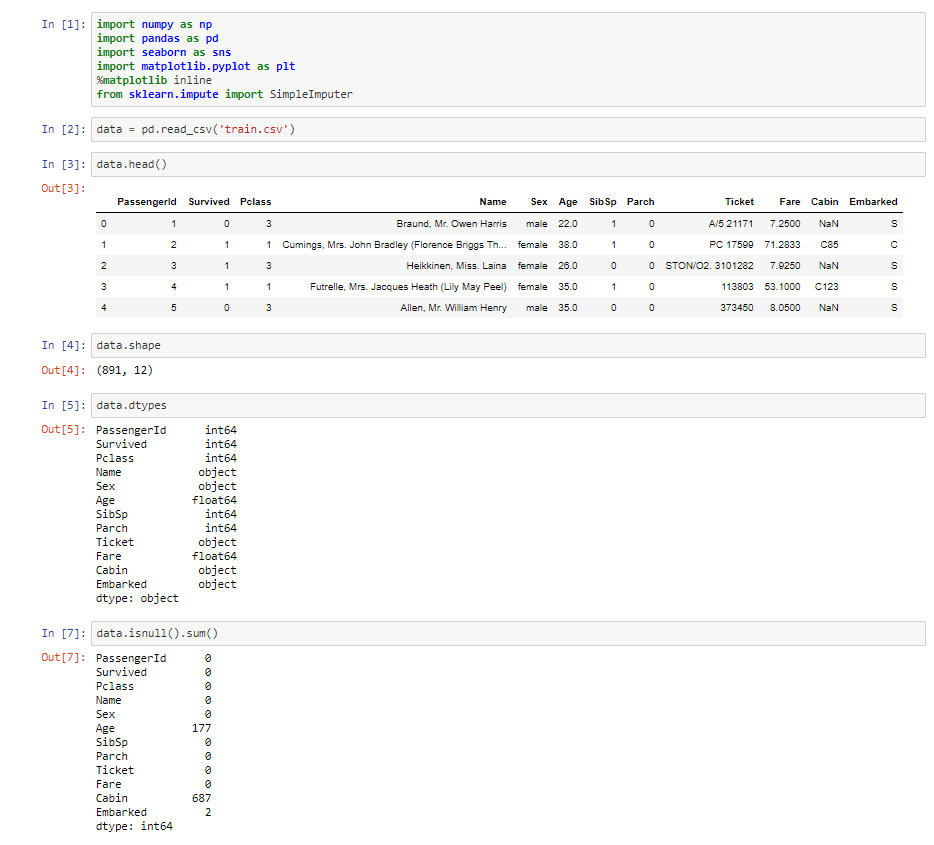 In [1]: import numpy as np
import pandas as pd
import seaborn as sns
import matplotlib.pyplot as plt
%matplotlib inline
from sklearn.impute import SimpleImputer
In [2]: data = pd.read_csv('train.csv')
In [3]: data.head()
Out[3]:
PassengerId Survived Pclass Name Sex Age SibSp Parch Ticket Fare Cabin Embarked
0 1 0 3 Braund, Mr. Owen Harris male 22.0 1 0 A/5 21171 7.2500 NaN S
1 2 1 1 Cumings, Mrs. John Bradley (Florence Briggs Th... female 38.0 1 0 PC 17599 71.2833 C85 C
2 3 1 3 Heikkinen, Miss. Laina female 26.0 0 0 STON/O2. 3101282 7.9250 NaN S
3 4 1 1 Futrelle, Mrs. Jacques Heath (Lily May Peel) female 35.0 1 0 113803 53.1000 C123 S
4 5 0 3 Allen, Mr. William Henry male 35.0 0 0 373450 8.0500 NaN S
In [4]: data.shape
Out[4]: (891, 12)
In [5]: data.dtypes
Out[5]: PassengerId int64
Survived int64
Pclass int64
Name object
Sex object
Age float64
SibSp int64
Parch int64
Ticket object
Fare float64
Cabin object
Embarked object
dtype: object
In [7]: data.isnull().sum()
Out[7]: PassengerId 0
Survived 0
Pclass 0
Name 0
Sex 0
Age 177
SibSp 0
Parch 0
Ticket 0
Fare 0
Cabin 687
Embarked 2
dtype: int64